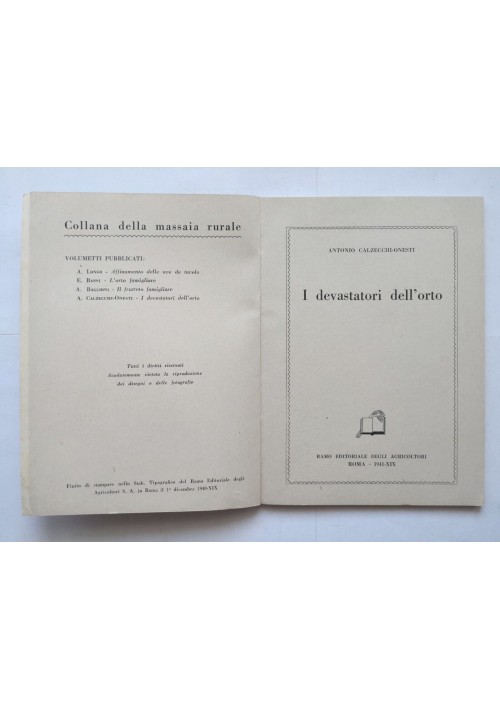 Collana della massaia rurale
VOLUMETTI PUBBLICATI:
A. Longo - Affinamento delle uve da tavola
E. Bonni - L'orto famigliare
A. - Il frutteto famigliare
A. Calzecchi-Onesti - I devastatori dell'orto
Tutti i diritti riservati
Assolutamente vietata la riproduzione
dei disegni e delle fotografie
Finito di stampare nello Stab. Tipografico del Ramo Editoriale degli
Agricoltori S. A. in Roma il 1° dicembre 1940-XIX
ANTONIO CALZECCHI-ONESTI
I devastatori dell'orto
RAMO EDITORIALE DEGLI AGRICOLTORI
ROMA - 1941-XIX